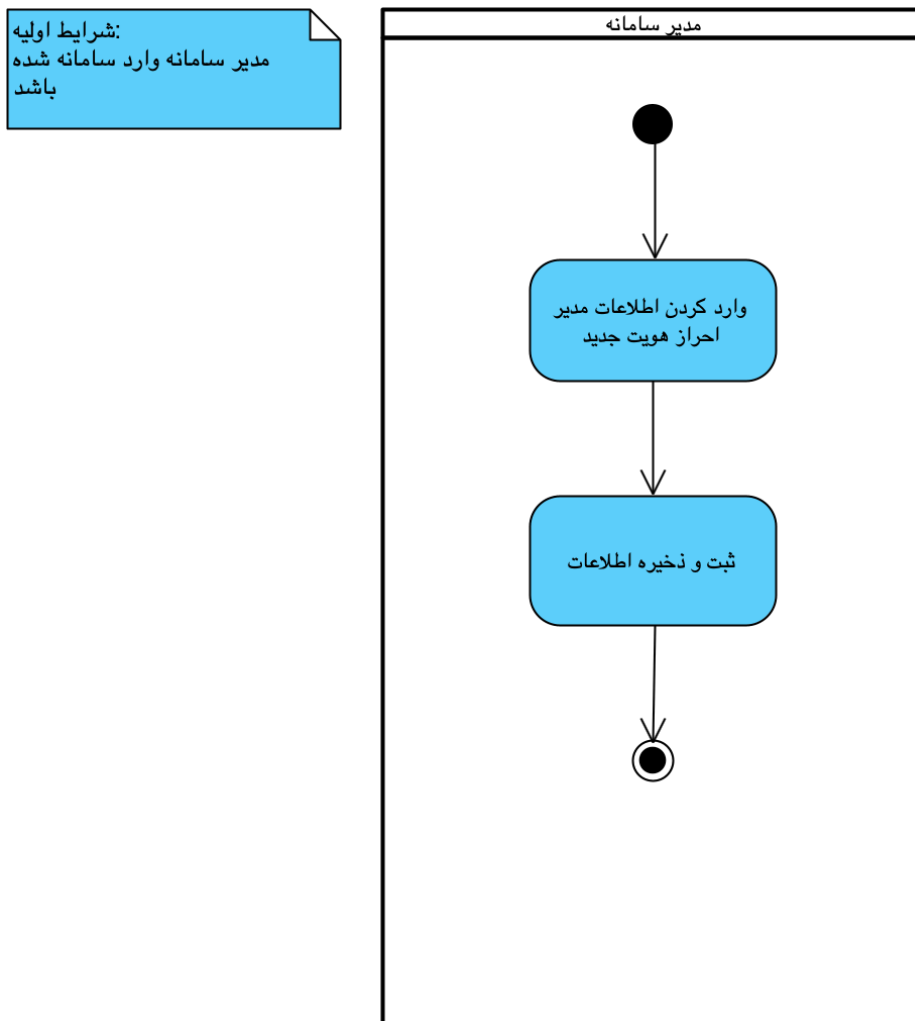 شرایط اولیه:
مدیر سامانه وارد سامانه شده
باشد
مدیر سامانه
وارد کردن اطلاعات مدیر
احراز هویت جدید
ثبت و ذخیره اطلاعات